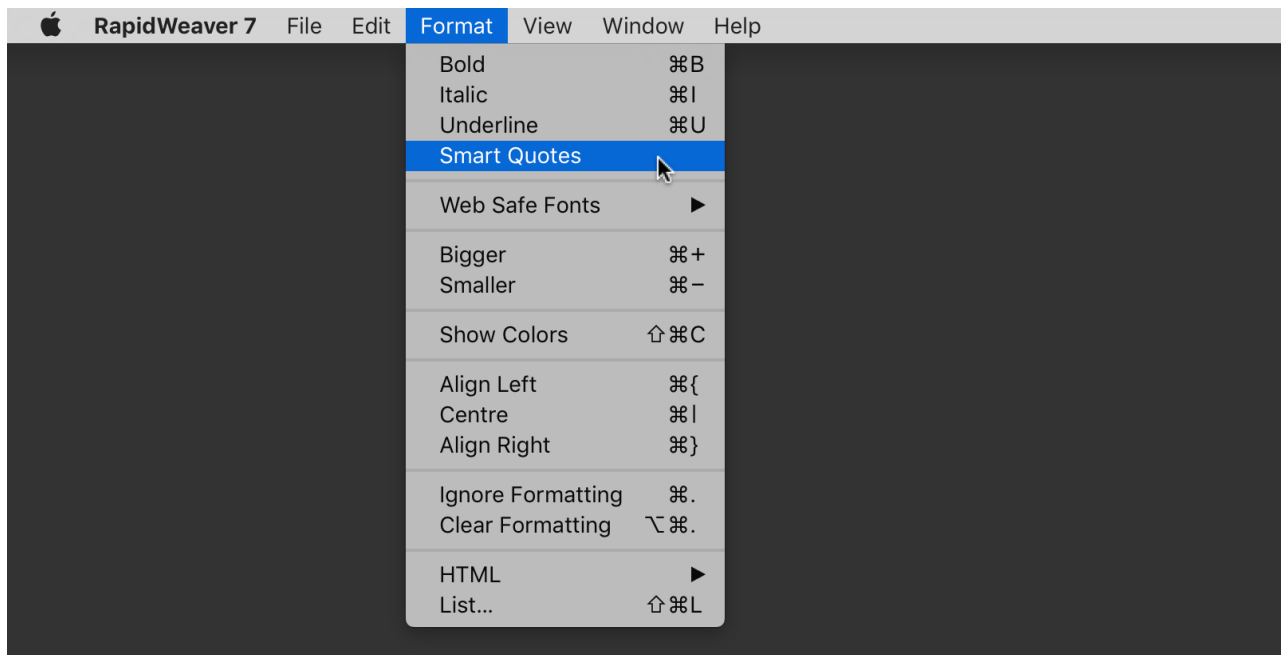 RapidWeaver 7 File Edit Format View Window Help
Bold ⌘B
Italic ⌘I
Underline ⌘U
Smart Quotes
Web Safe Fonts ▶
Bigger ⌘+
Smaller ⌘−
Show Colors ⇧⌘C
Align Left ⌘{
Centre ⌘|
Align Right ⌘}
Ignore Formatting ⌘.
Clear Formatting ⌥⌘.
HTML ▶
List... ⇧⌘L